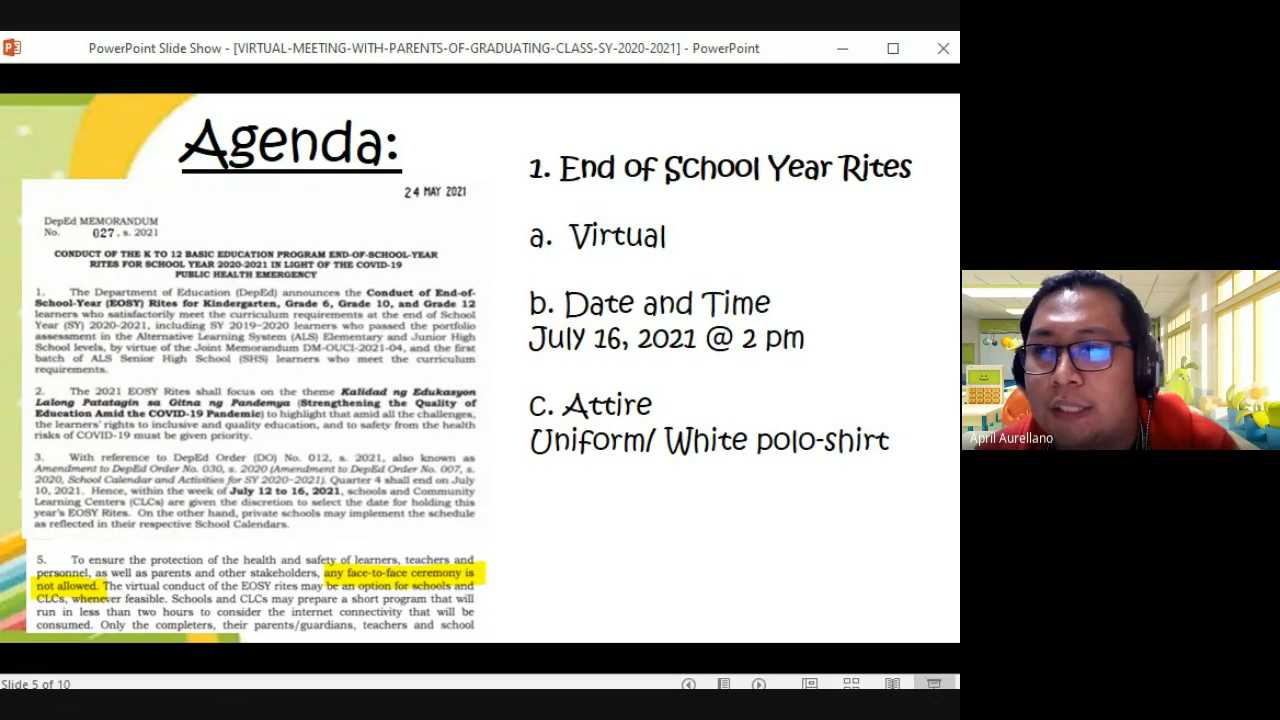 PowerPoint Slide Show - [VIRTUAL-MEETING-WITH-PARENTS-OF-GRADUATING-CLASS-SY-2020-2021] - PowerPoint
Agenda:
24 MAY 2021
DepEd MEMORANDUM
No. 027, s. 2021
CONDUCT OF THE K TO 12 BASIC EDUCATION PROGRAM END-OF-SCHOOL-YEAR
RITES FOR SCHOOL YEAR 2020-2021 IN LIGHT OF THE COVID-19
PUBLIC HEALTH EMERGENCY
1. The Department of Education (DepEd) announces the Conduct of End-of-
School-Year (EOSY) Rites for Kindergarten, Grade 6, Grade 10, and Grade 12
learners who satisfactorily meet the curriculum requirements at the end of School
Year (SY) 2020-2021, including SY 2019-2020 learners who passed the portfolio
assessment in the Alternative Learning System (ALS) Elementary and Junior High
School levels, by virtue of the Joint Memorandum DM-OUCI-2021-04, and the first
batch of ALS Senior High School (SHS) learners who meet the curriculum
requirements.
2. The 2021 EOSY Rites shall focus on the theme Kalidad ng Edukasyon
Lalong Patatagin sa Gitna ng Pandemya (Strengthening the Quality of
Education Amid the COVID-19 Pandemic) to highlight that amid all the challenges,
the learners' rights to inclusive and quality education, and to safety from the health
risks of COVID-19 must be given priority.
3. With reference to DepEd Order (DO) No. 012, s. 2021, also known as
Amendment to DepEd Order No. 030, s. 2020 (Amendment to DepEd Order No. 007, s.
2020, School Calendar and Activities for SY 2020-2021). Quarter 4 shall end on July
10, 2021. Hence, within the week of July 12 to 16, 2021, schools and Community
Learning Centers (CLCs) are given the discretion to select the date for holding this
year's EOSY Rites. On the other hand, private schools may implement the schedule
as reflected in their respective School Calendars.
5. To ensure the protection of the health and safety of learners, teachers and
personnel, as well as parents and other stakeholders, any face-to-face ceremony is
not allowed. The virtual conduct of the EOSY rites may be an option for schools and
CLCs, whenever feasible. Schools and CLCs may prepare a short program that will
run in less than two hours to consider the internet connectivity that will be
consumed. Only the completers, their parents/guardians, teachers and school
1. End of School Year Rites
a. Virtual
b. Date and Time
July 16, 2021 @ 2 pm
c. Attire
Uniform/ White polo-shirt
April Aurellano
Slide 5 of 10